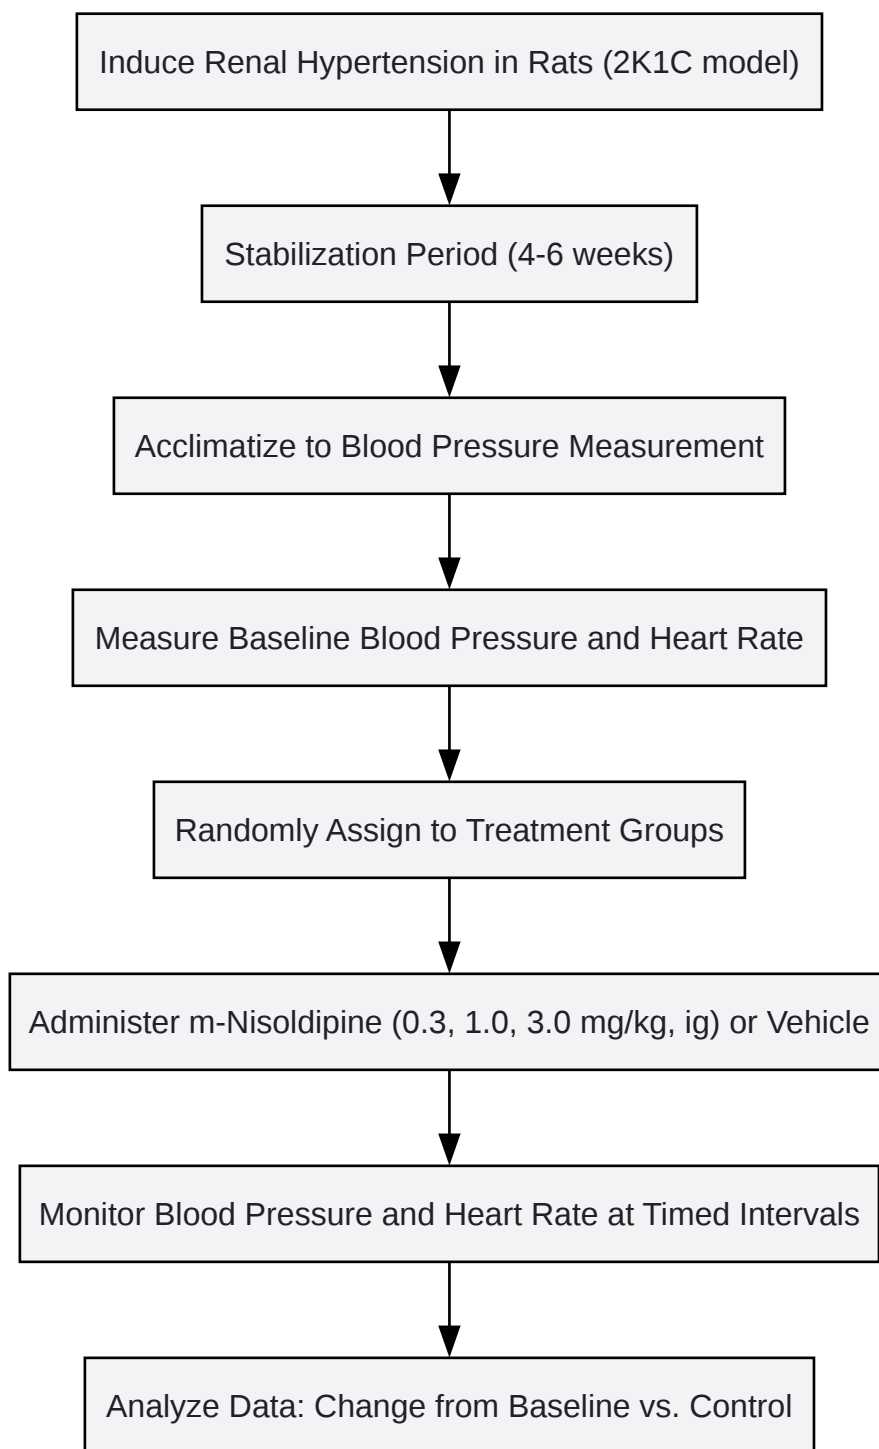 Induce Renal Hypertension in Rats (2K1C model)
Stabilization Period (4-6 weeks)
Acclimatize to Blood Pressure Measurement
Measure Baseline Blood Pressure and Heart Rate
Randomly Assign to Treatment Groups
Administer m-Nisoldipine (0.3, 1.0, 3.0 mg/kg, ig) or Vehicle
Monitor Blood Pressure and Heart Rate at Timed Intervals
Analyze Data: Change from Baseline vs. Control